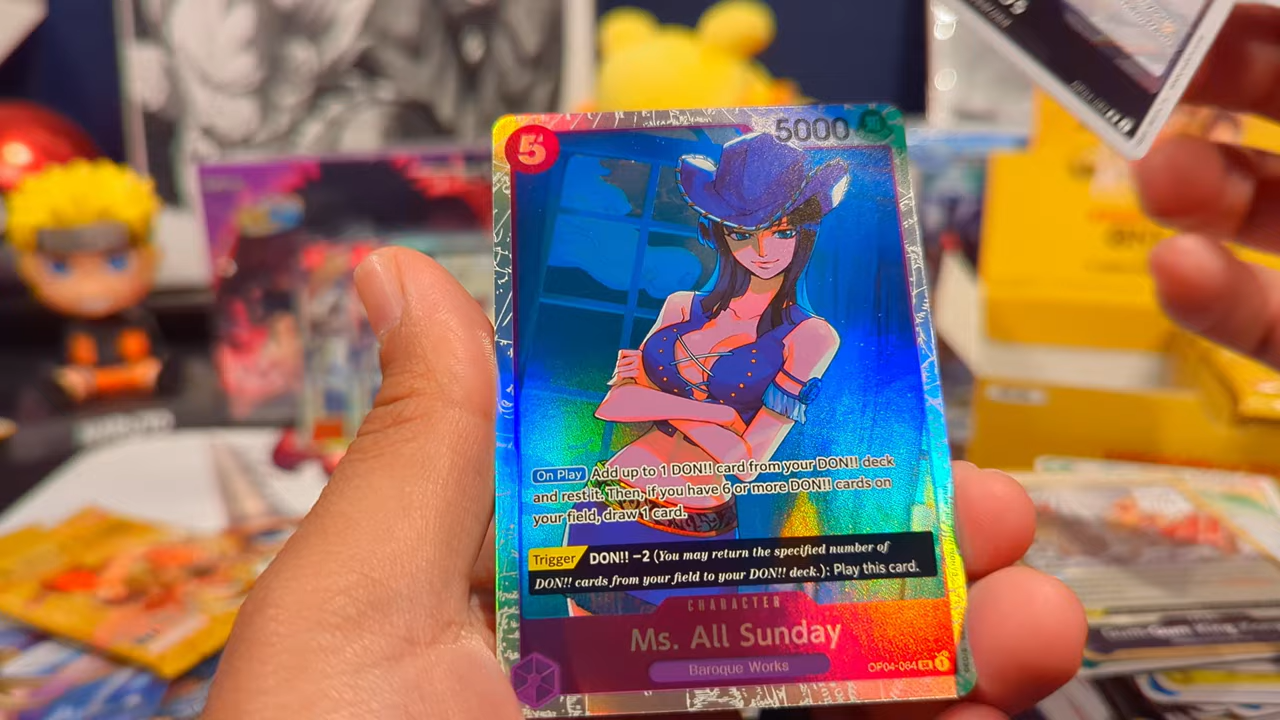 5
5000
On Play Add up to 1 DON!! card from your DON!! deck
and rest it. Then, if you have 6 or more DON!! cards on
your field, draw 1 card.
Trigger DON!! −2 (You may return the specified number of
DON!! cards from your field to your DON!! deck.): Play this card.
CHARACTER
Ms. All Sunday
Baroque Works
OP04-064 SR